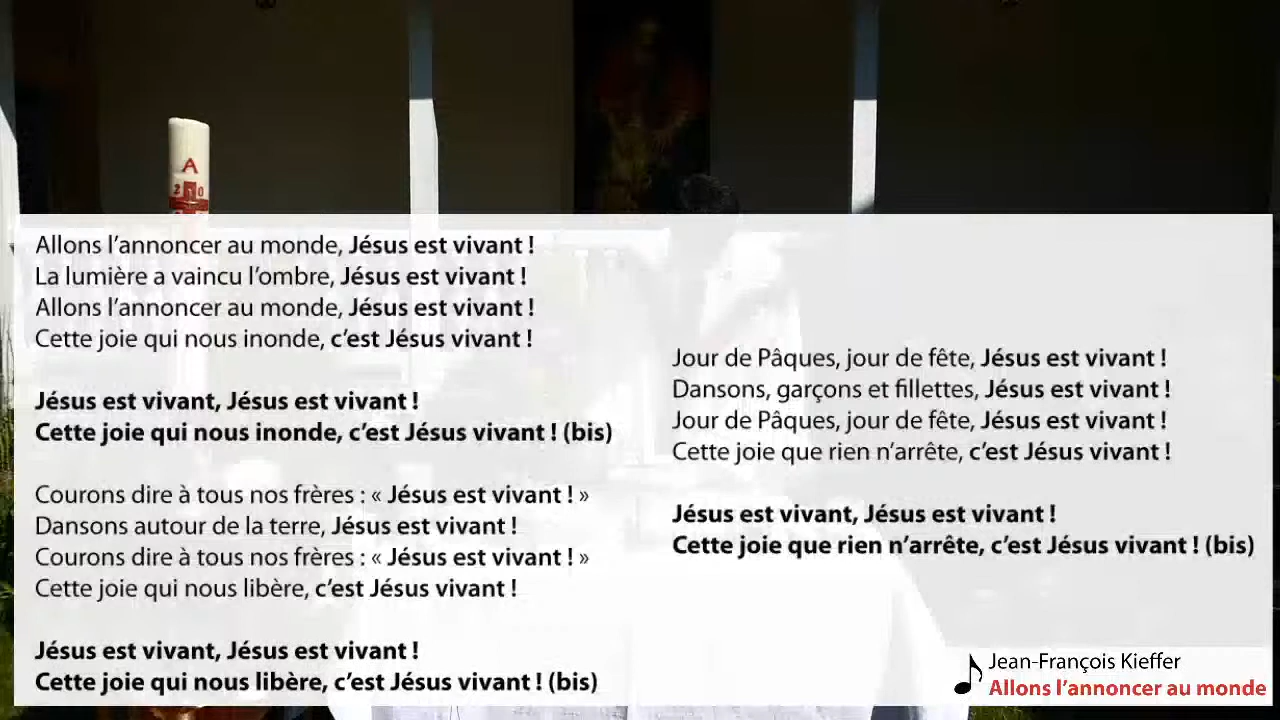 A
2 0
Allons l’annoncer au monde, Jésus est vivant !
La lumière a vaincu l’ombre, Jésus est vivant !
Allons l’annoncer au monde, Jésus est vivant !
Cette joie qui nous inonde, c’est Jésus vivant !
Jésus est vivant, Jésus est vivant !
Cette joie qui nous inonde, c’est Jésus vivant ! (bis)
Courons dire à tous nos frères : « Jésus est vivant ! »
Dansons autour de la terre, Jésus est vivant !
Courons dire à tous nos frères : « Jésus est vivant ! »
Cette joie qui nous libère, c’est Jésus vivant !
Jésus est vivant, Jésus est vivant !
Cette joie qui nous libère, c’est Jésus vivant ! (bis)
Jour de Pâques, jour de fête, Jésus est vivant !
Dansons, garçons et fillettes, Jésus est vivant !
Jour de Pâques, jour de fête, Jésus est vivant !
Cette joie que rien n’arrête, c’est Jésus vivant !
Jésus est vivant, Jésus est vivant !
Cette joie que rien n’arrête, c’est Jésus vivant ! (bis)
Jean-François Kieffer
Allons l’annoncer au monde